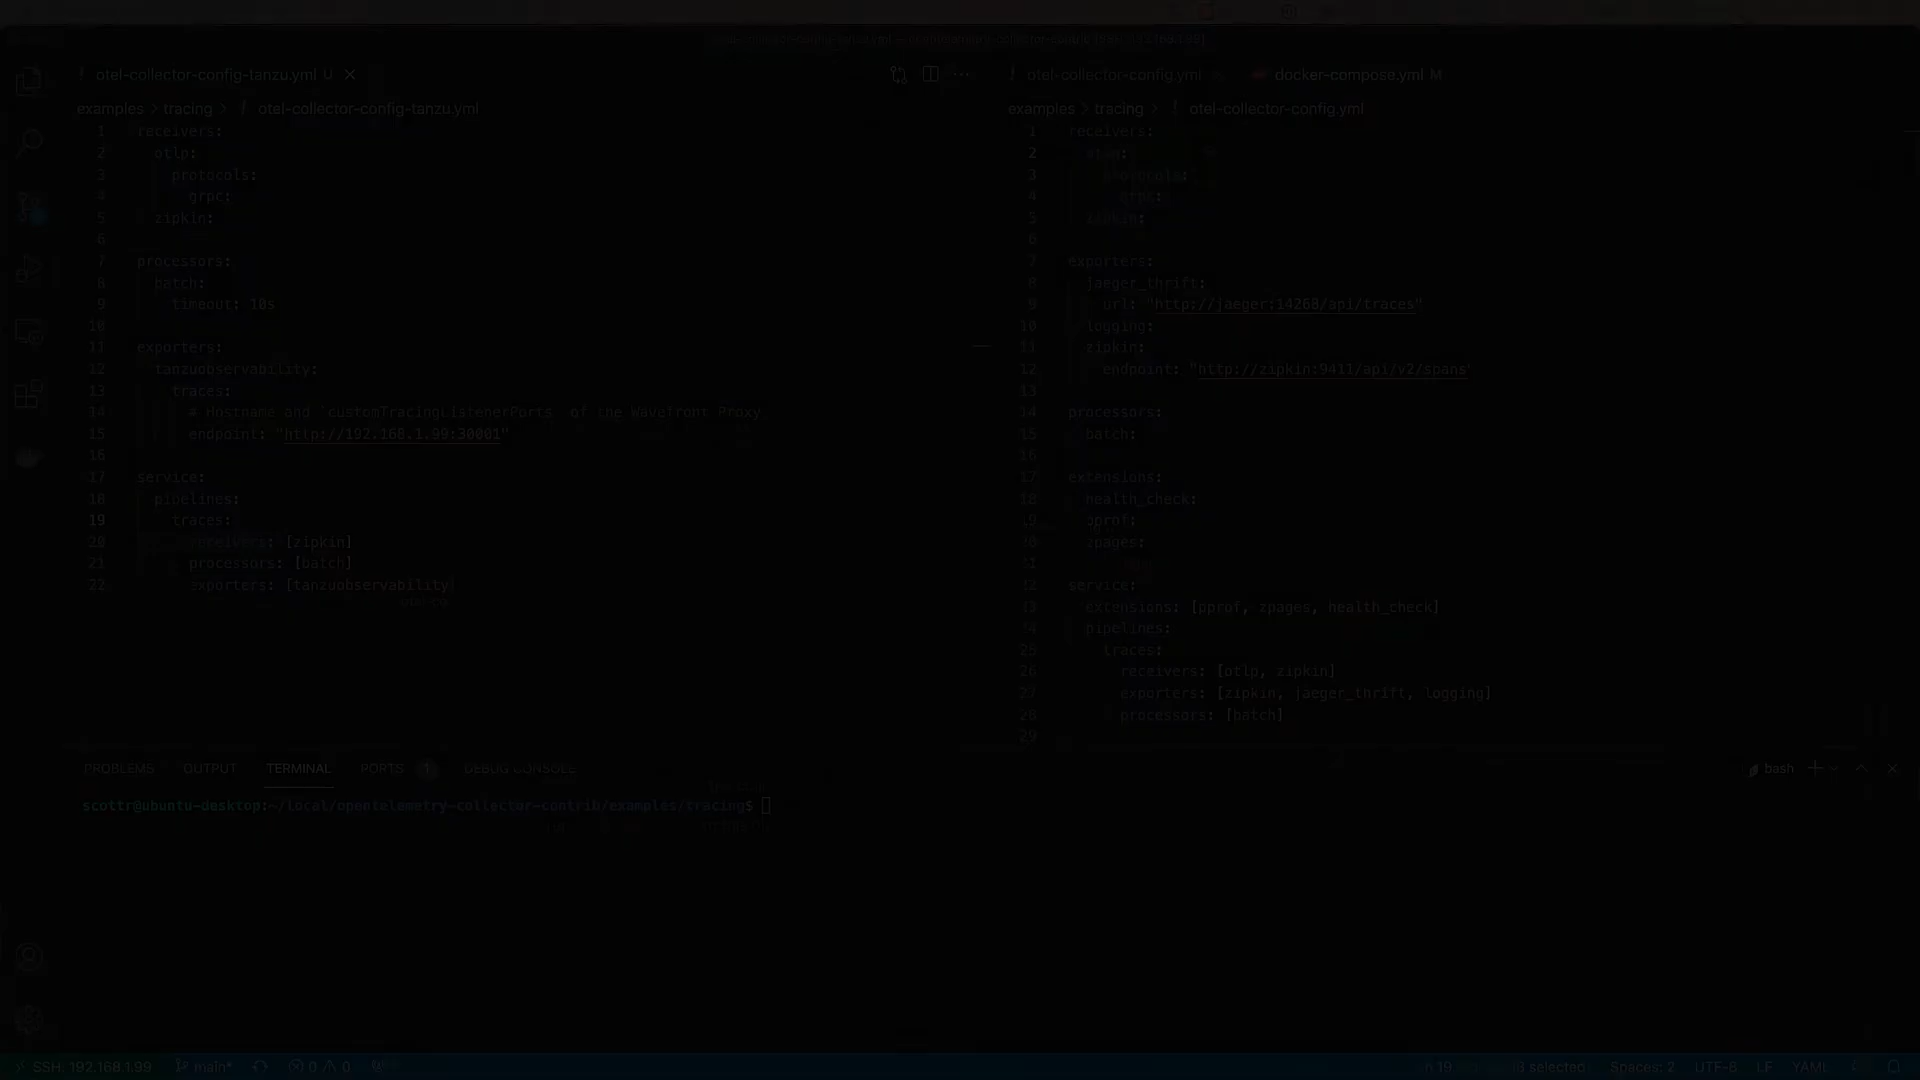 otel-collector-config-tanzu.yml U
examples > tracing > ! otel-collector-config-tanzu.yml
1 receivers:
2 otlp:
3 protocols:
4 grpc:
5 zipkin:
6
7 processors:
8 batch:
9 timeout: 10s
10
11 exporters:
12 tanzuobservability:
13 traces:
14 # Hostname and `customTracingListenerPorts` of the Wavefront Proxy
15 endpoint: "http://192.168.1.99:30001"
16
17 service:
18 pipelines:
19 traces:
20 receivers: [zipkin]
21 processors: [batch]
22 exporters: [tanzuobservability]
otel-collector-config.yml
docker-compose.yml M
examples > tracing > ! otel-collector-config.yml
1 receivers:
2 otlp:
3 protocols:
4 grpc:
5 zipkin:
6
7 exporters:
8 jaeger_thrift:
9 url: "http://jaeger:14268/api/traces"
10 logging:
11 zipkin:
12 endpoint: "http://zipkin:9411/api/v2/spans"
13
14 processors:
15 batch:
16
17 extensions:
18 health_check:
19 pprof:
20 zpages:
21
22 service:
23 extensions: [pprof, zpages, health_check]
24 pipelines:
25 traces:
26 receivers: [otlp, zipkin]
27 exporters: [zipkin, jaeger_thrift, logging]
28 processors: [batch]
29
PROBLEMS OUTPUT TERMINAL PORTS 1 DEBUG CONSOLE
bash
scottr@ubuntu-desktop:~/local/opentelemetry-collector-contrib/examples/tracing$
SSH: 192.168.1.99 main* 0 0
19 selected Spaces: 2 UTF-8 LF YAML